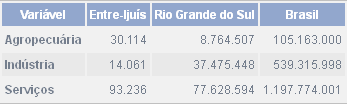 Variável Entre-Ijuís Rio Grande do Sul Brasil
Agropecuária 30.114 8.764.507 105.163.000
Indústria 14.061 37.475.448 539.315.998
Serviços 93.236 77.628.594 1.197.774.001